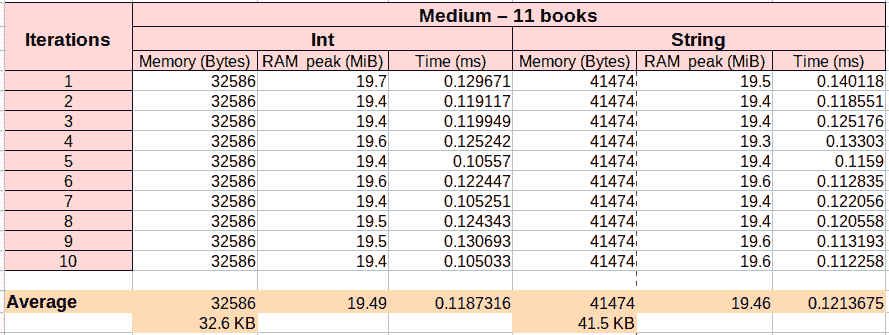 Medium – 11 books
Iterations
Int String
Memory (Bytes) RAM peak (MiB) Time (ms) Memory (Bytes) RAM peak (MiB) Time (ms)
1 32586 19.7 0.129671 41474 19.5 0.140118
2 32586 19.4 0.119117 41474 19.4 0.118551
3 32586 19.4 0.119949 41474 19.4 0.125176
4 32586 19.6 0.125242 41474 19.3 0.13303
5 32586 19.4 0.10557 41474 19.4 0.1159
6 32586 19.6 0.122447 41474 19.6 0.112835
7 32586 19.4 0.105251 41474 19.4 0.122056
8 32586 19.5 0.124343 41474 19.4 0.120558
9 32586 19.5 0.130693 41474 19.6 0.113193
10 32586 19.4 0.105033 41474 19.6 0.112258
Average 32586 19.49 0.1187316 41474 19.46 0.1213675
32.6 KB 41.5 KB